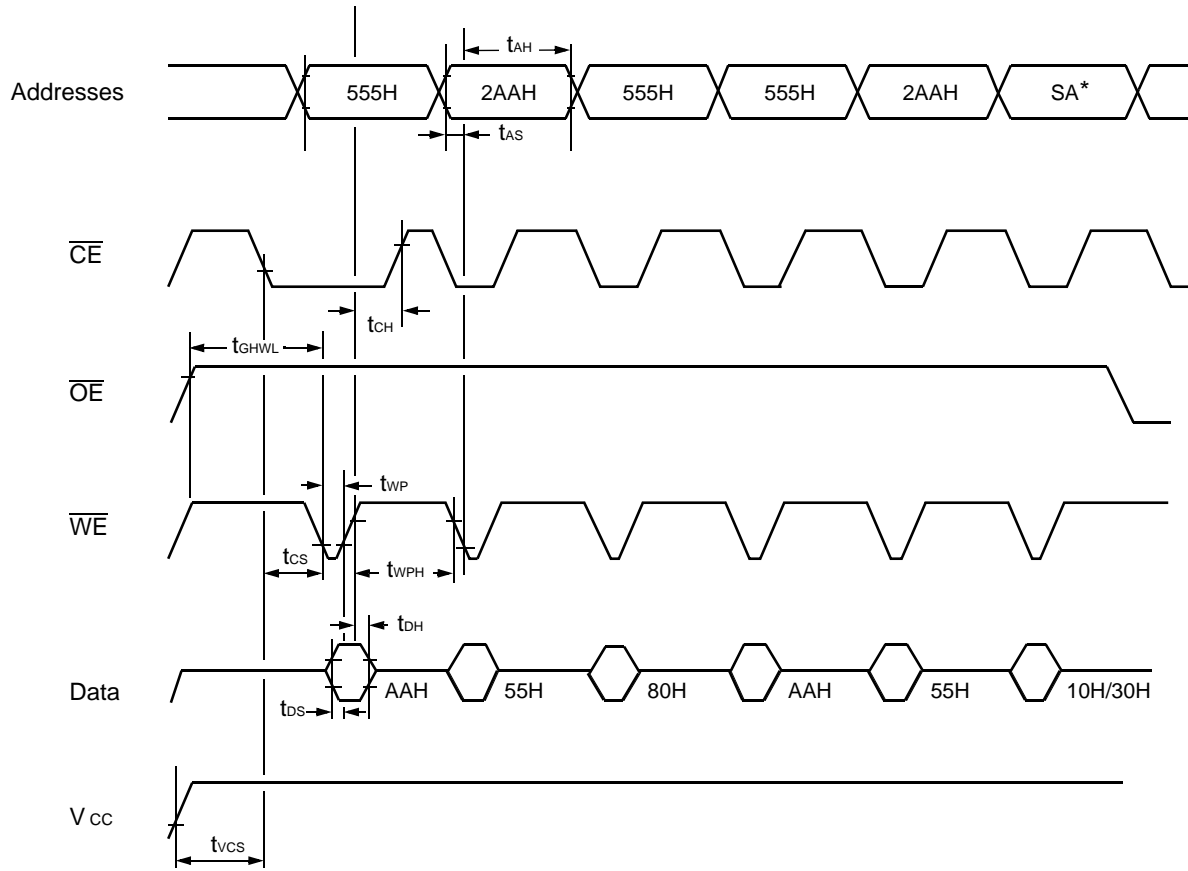 tAH
Addresses 555H 2AAH 555H 555H 2AAH SA*
tAS
CE
tCH
tGHWL
OE
tWP
WE
tCS
tWPH
tDH
Data AAH 55H 80H AAH 55H 10H/30H
tDS
VCC
tVCS